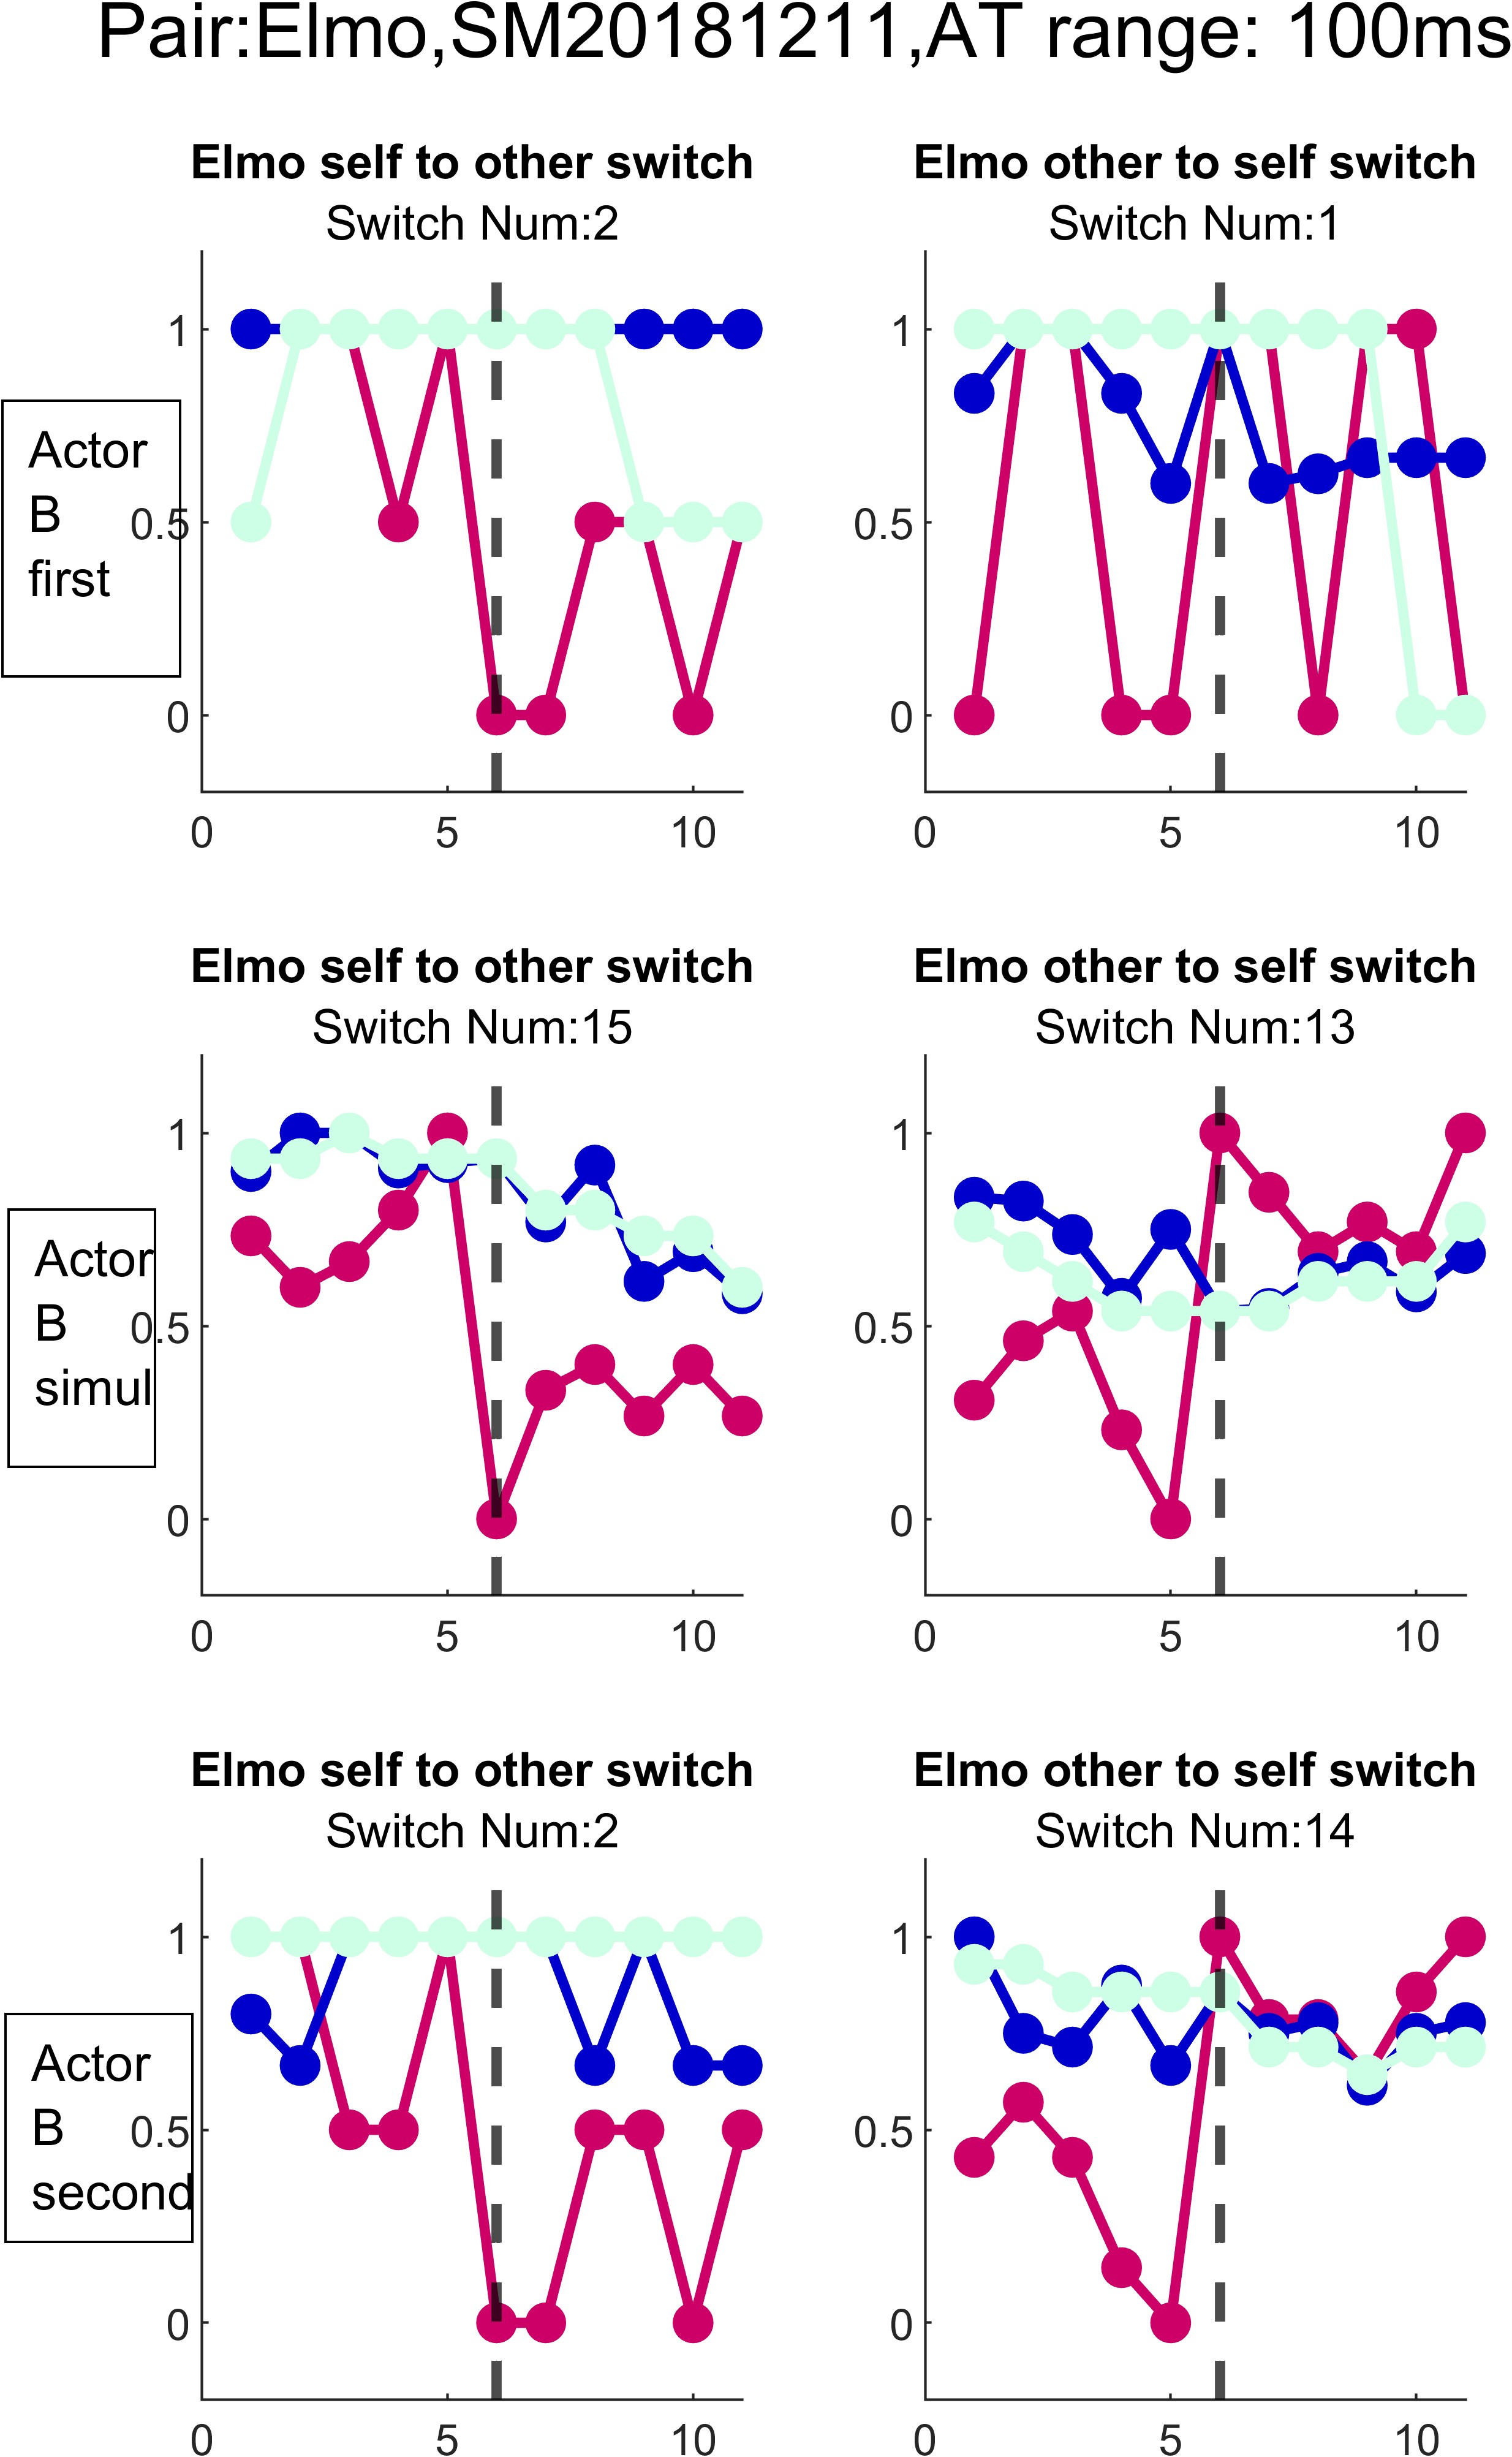 Pair:Elmo,SM20181211,AT range: 100ms
Elmo self to other switch
Switch Num:2
Elmo other to self switch
Switch Num:1
Actor
B
first
1
0.5
0
0
5
10
1
0.5
0
0
5
10
Elmo self to other switch
Switch Num:15
Elmo other to self switch
Switch Num:13
Actor
B
simul
1
0.5
0
0
5
10
1
0.5
0
0
5
10
Elmo self to other switch
Switch Num:2
Elmo other to self switch
Switch Num:14
Actor
B
second
1
0.5
0
0
5
10
1
0.5
0
0
5
10